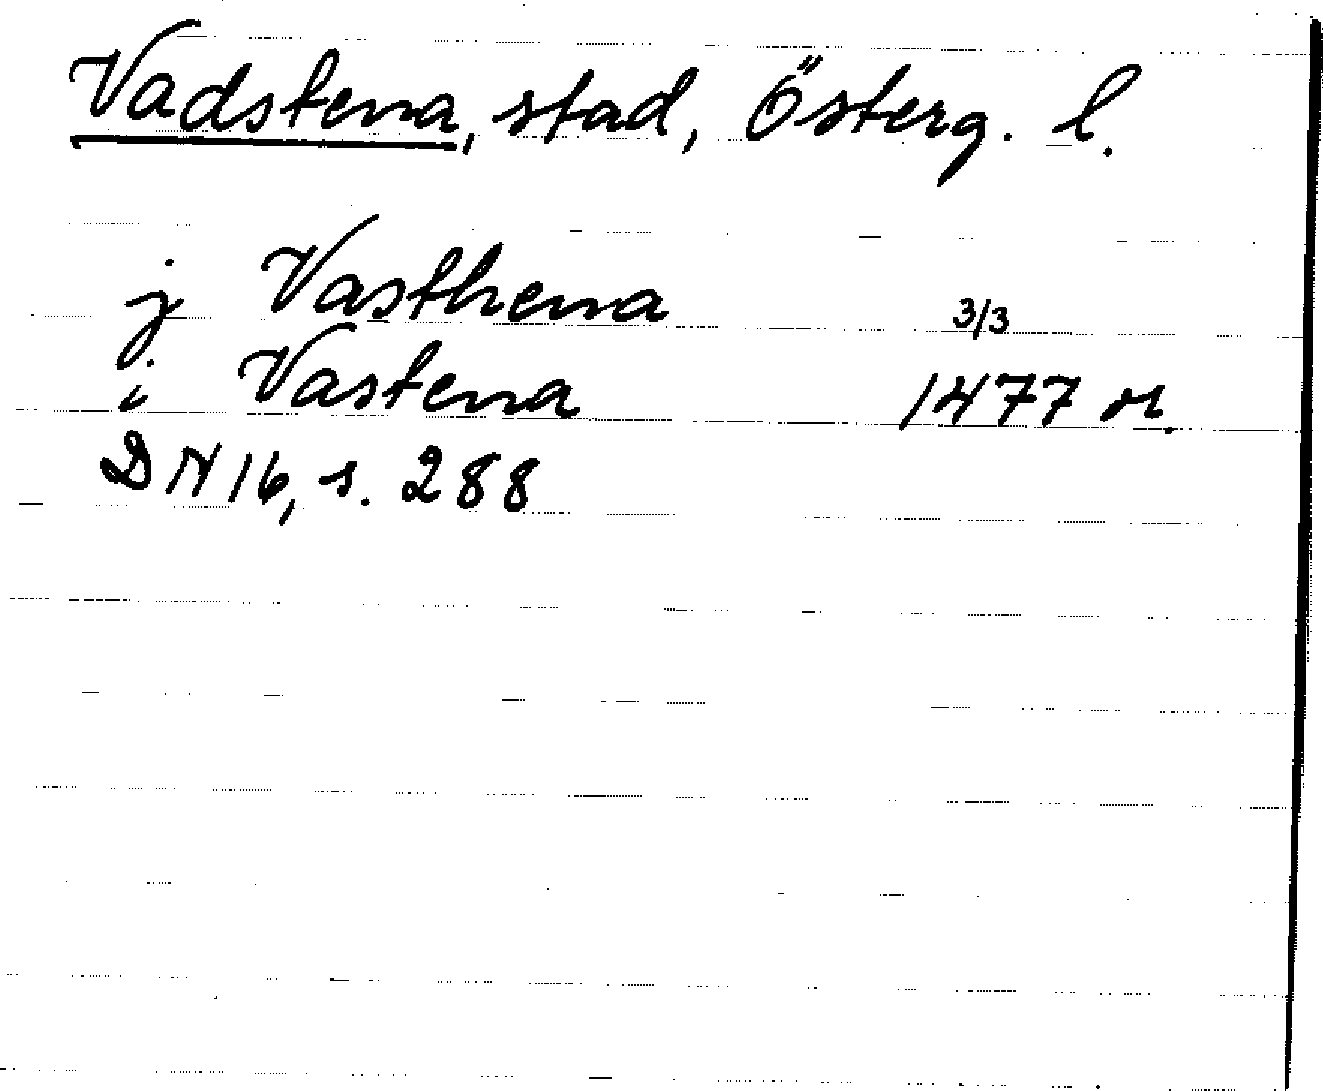 Vadstena, stad, Österg. l.
j Vasthena 3/3
i Vastena 1477 or.
DN 16, s. 288